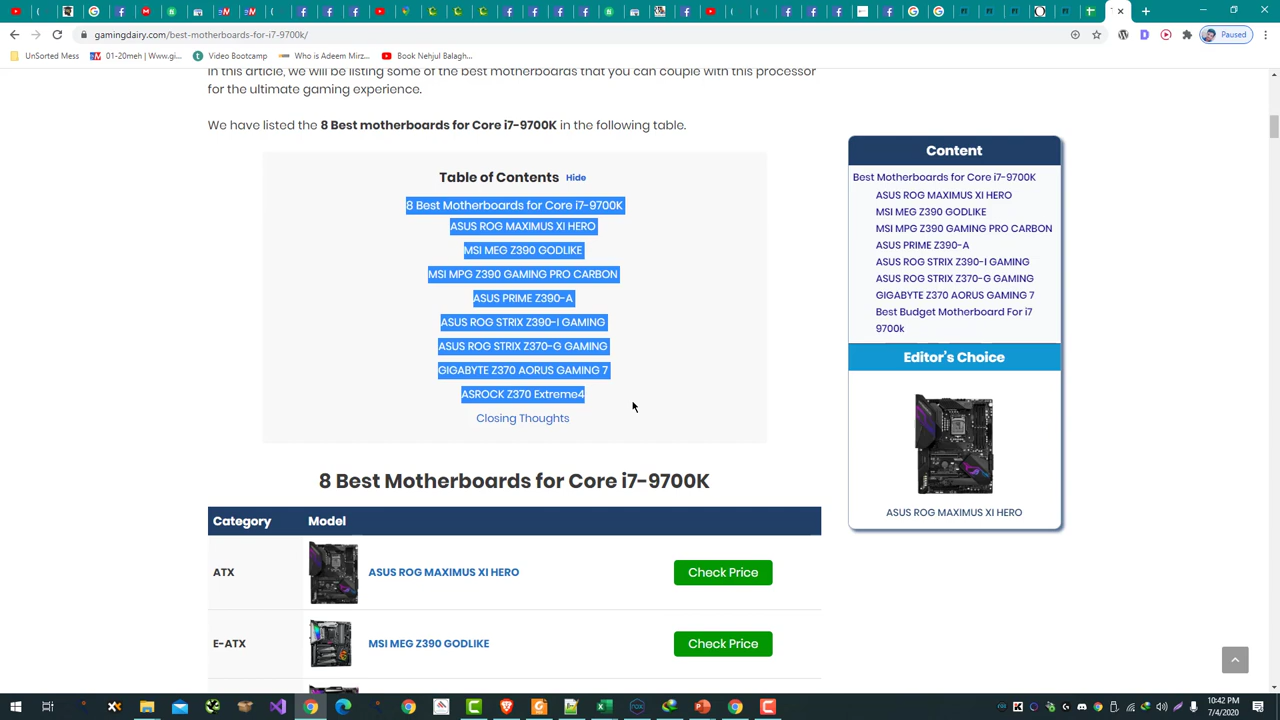 gamingdairy.com/best-motherboards-for-i7-9700k/
Paused
UnSorted Mess
01-20meh | Www.gi...
Video Bootcamp
Who is Adeem Mirz...
Book Nehjul Balagh...
In this article, we will be listing some of the best motherboards that you can couple with this processor
for the ultimate gaming experience.
We have listed the 8 Best motherboards for Core i7-9700K in the following table.
Table of Contents Hide
8 Best Motherboards for Core i7-9700K
ASUS ROG MAXIMUS XI HERO
MSI MEG Z390 GODLIKE
MSI MPG Z390 GAMING PRO CARBON
ASUS PRIME Z390-A
ASUS ROG STRIX Z390-I GAMING
ASUS ROG STRIX Z370-G GAMING
GIGABYTE Z370 AORUS GAMING 7
ASROCK Z370 Extreme4
Closing Thoughts
8 Best Motherboards for Core i7-9700K
Category Model
ATX ASUS ROG MAXIMUS XI HERO Check Price
E-ATX MSI MEG Z390 GODLIKE Check Price
Content
Best Motherboards for Core i7-9700K
ASUS ROG MAXIMUS XI HERO
MSI MEG Z390 GODLIKE
MSI MPG Z390 GAMING PRO CARBON
ASUS PRIME Z390-A
ASUS ROG STRIX Z390-I GAMING
ASUS ROG STRIX Z370-G GAMING
GIGABYTE Z370 AORUS GAMING 7
Best Budget Motherboard For i7
9700k
Editor's Choice
ASUS ROG MAXIMUS XI HERO
10:42 PM
7/4/2020